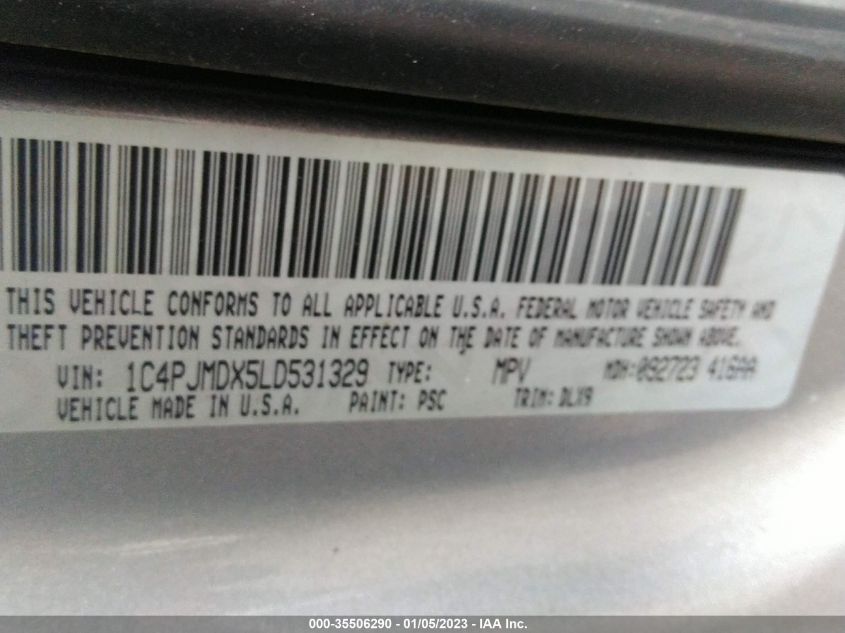 THIS VEHICLE CONFORMS TO ALL APPLICABLE U.S.A. FEDERAL MOTOR VEHICLE SAFETY AND
THEFT PREVENTION STANDARDS IN EFFECT ON THE DATE OF MANUFACTURE SHOWN ABOVE.
VIN: 1C4PJMDX5LD531329 TYPE: MPV MDH:092723 416AA
VEHICLE MADE IN U.S.A. PAINT: PSC TRIM: DLX9
000-35506290 - 01/05/2023 - IAA Inc.